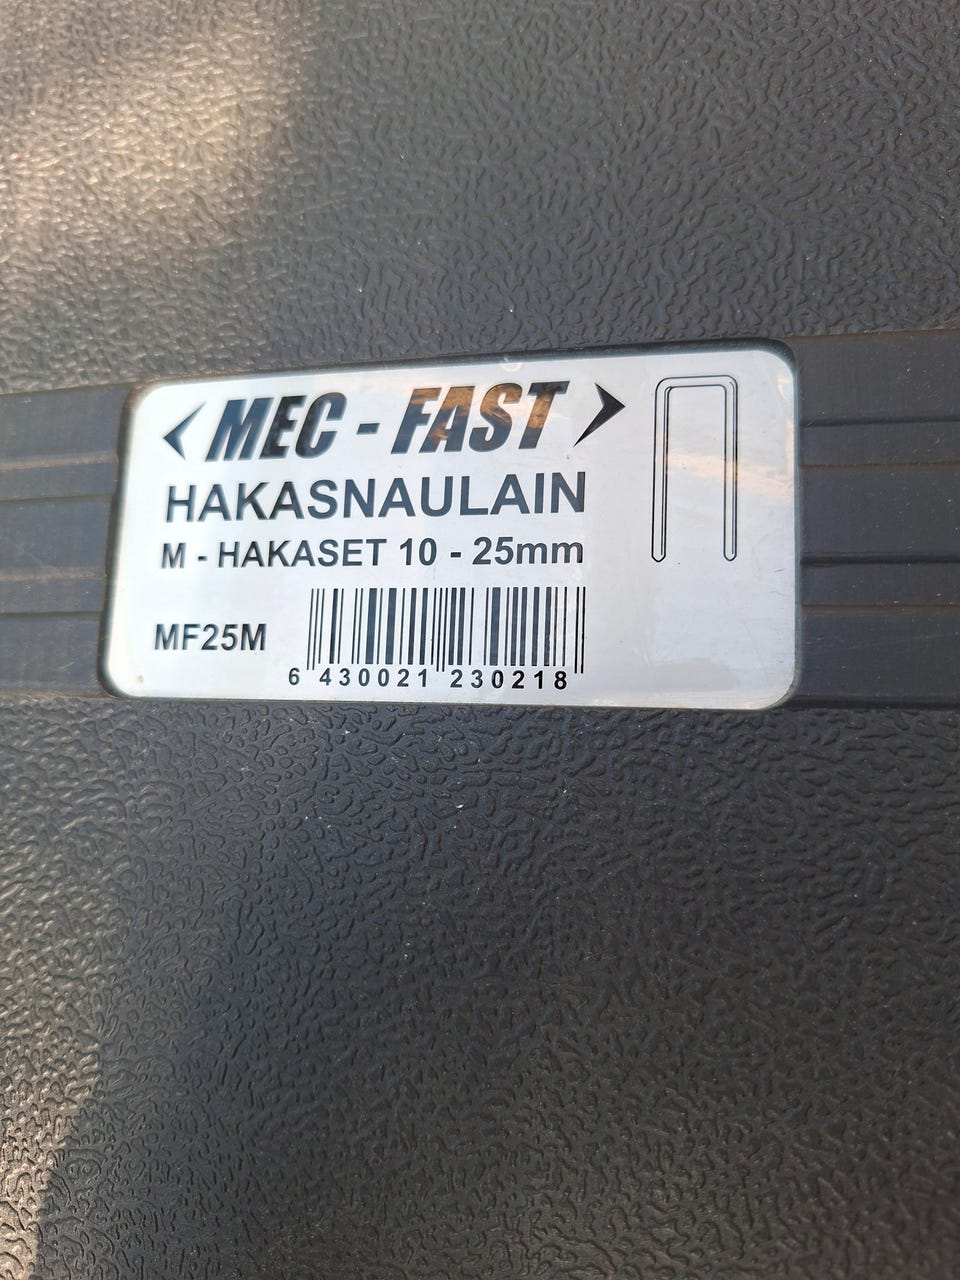 MEC - FAST
HAKASNAULAIN
M - HAKASET 10 - 25mm
MF25M
6 430021 230218